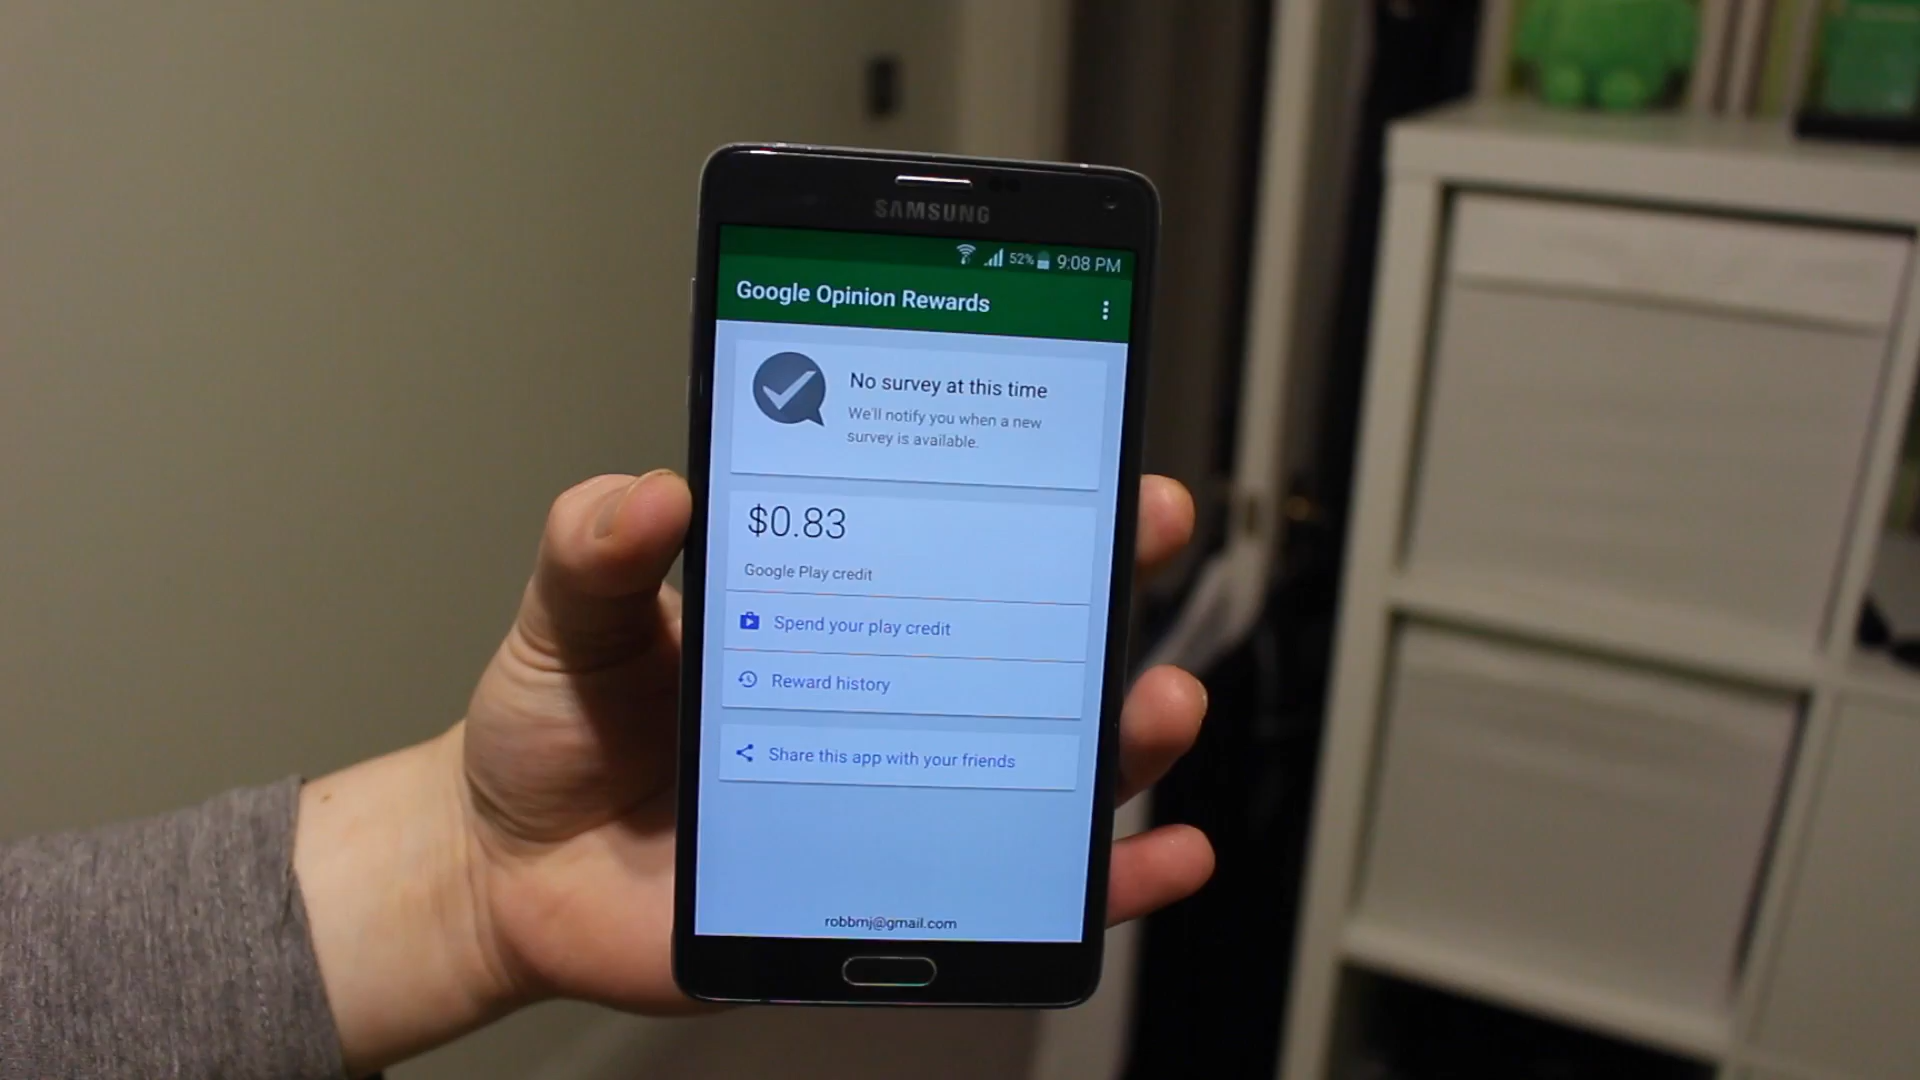 SAMSUNG
52% 9:08 PM
Google Opinion Rewards
No survey at this time
We'll notify you when a new
survey is available.
$0.83
Google Play credit
Spend your play credit
Reward history
Share this app with your friends
robbmj@gmail.com